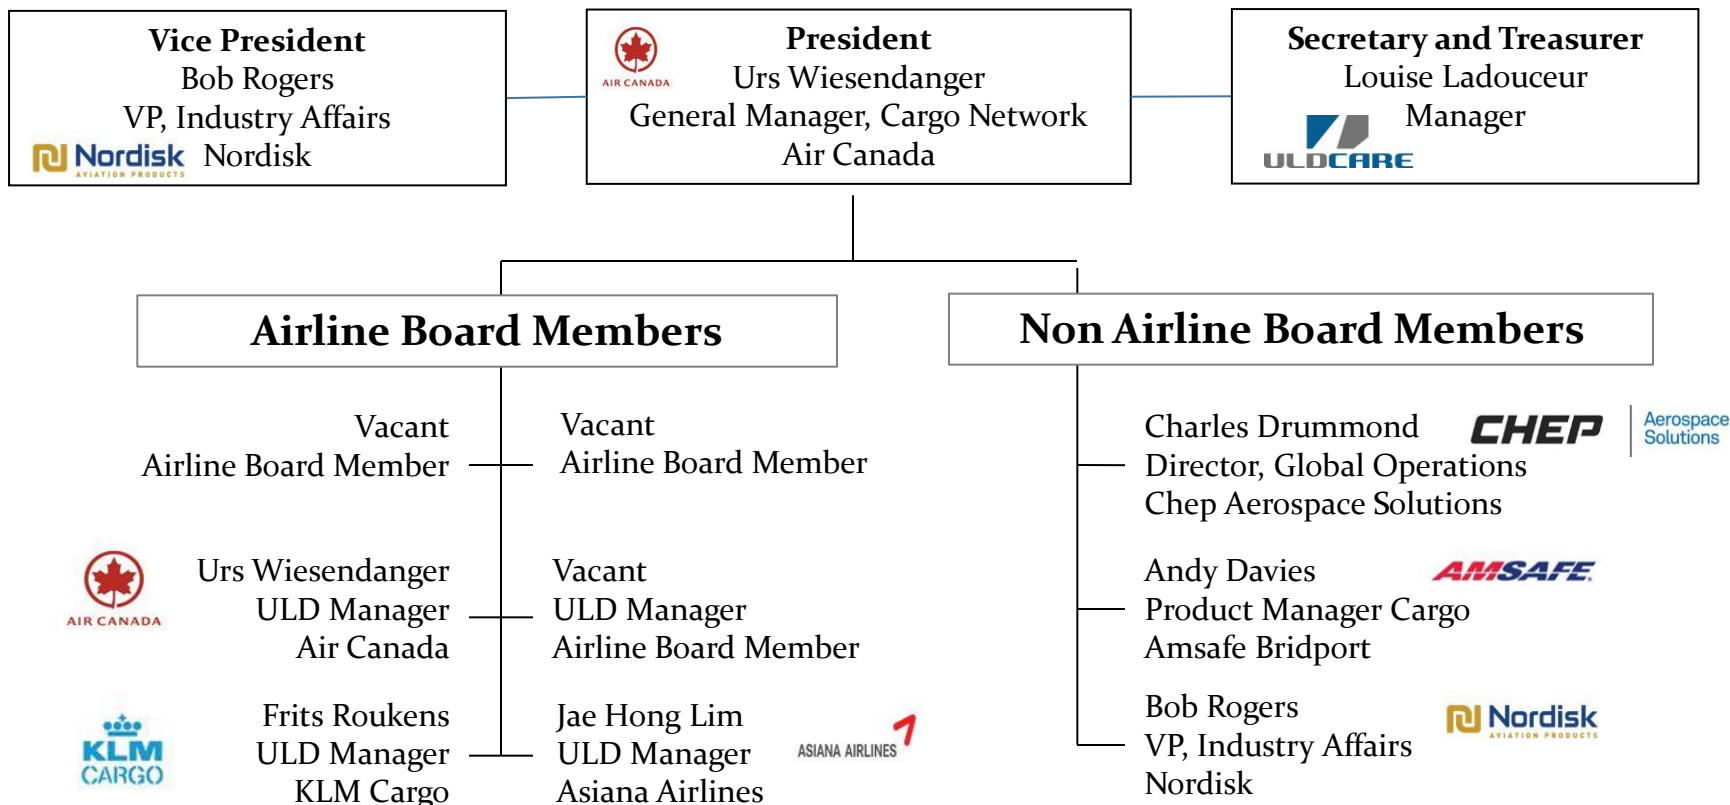 Vice President
Bob Rogers
VP, Industry Affairs
Nordisk
Nordisk
AVIATION PRODUCTS
AIR CANADA
President
Urs Wiesendanger
General Manager, Cargo Network
Air Canada
Secretary and Treasurer
Louise Ladouceur
Manager
ULDCARE
Airline Board Members
Non Airline Board Members
Vacant
Airline Board Member
Vacant
Airline Board Member
AIR CANADA
Urs Wiesendanger
ULD Manager
Air Canada
Vacant
ULD Manager
Airline Board Member
KLM
CARGO
Frits Roukens
ULD Manager
KLM Cargo
Jae Hong Lim
ULD Manager
Asiana Airlines
ASIANA AIRLINES
Charles Drummond
Director, Global Operations
Chep Aerospace Solutions
CHEP
Aerospace
Solutions
Andy Davies
Product Manager Cargo
Amsafe Bridport
AMSAFE
Bob Rogers
VP, Industry Affairs
Nordisk
Nordisk
AVIATION PRODUCTS